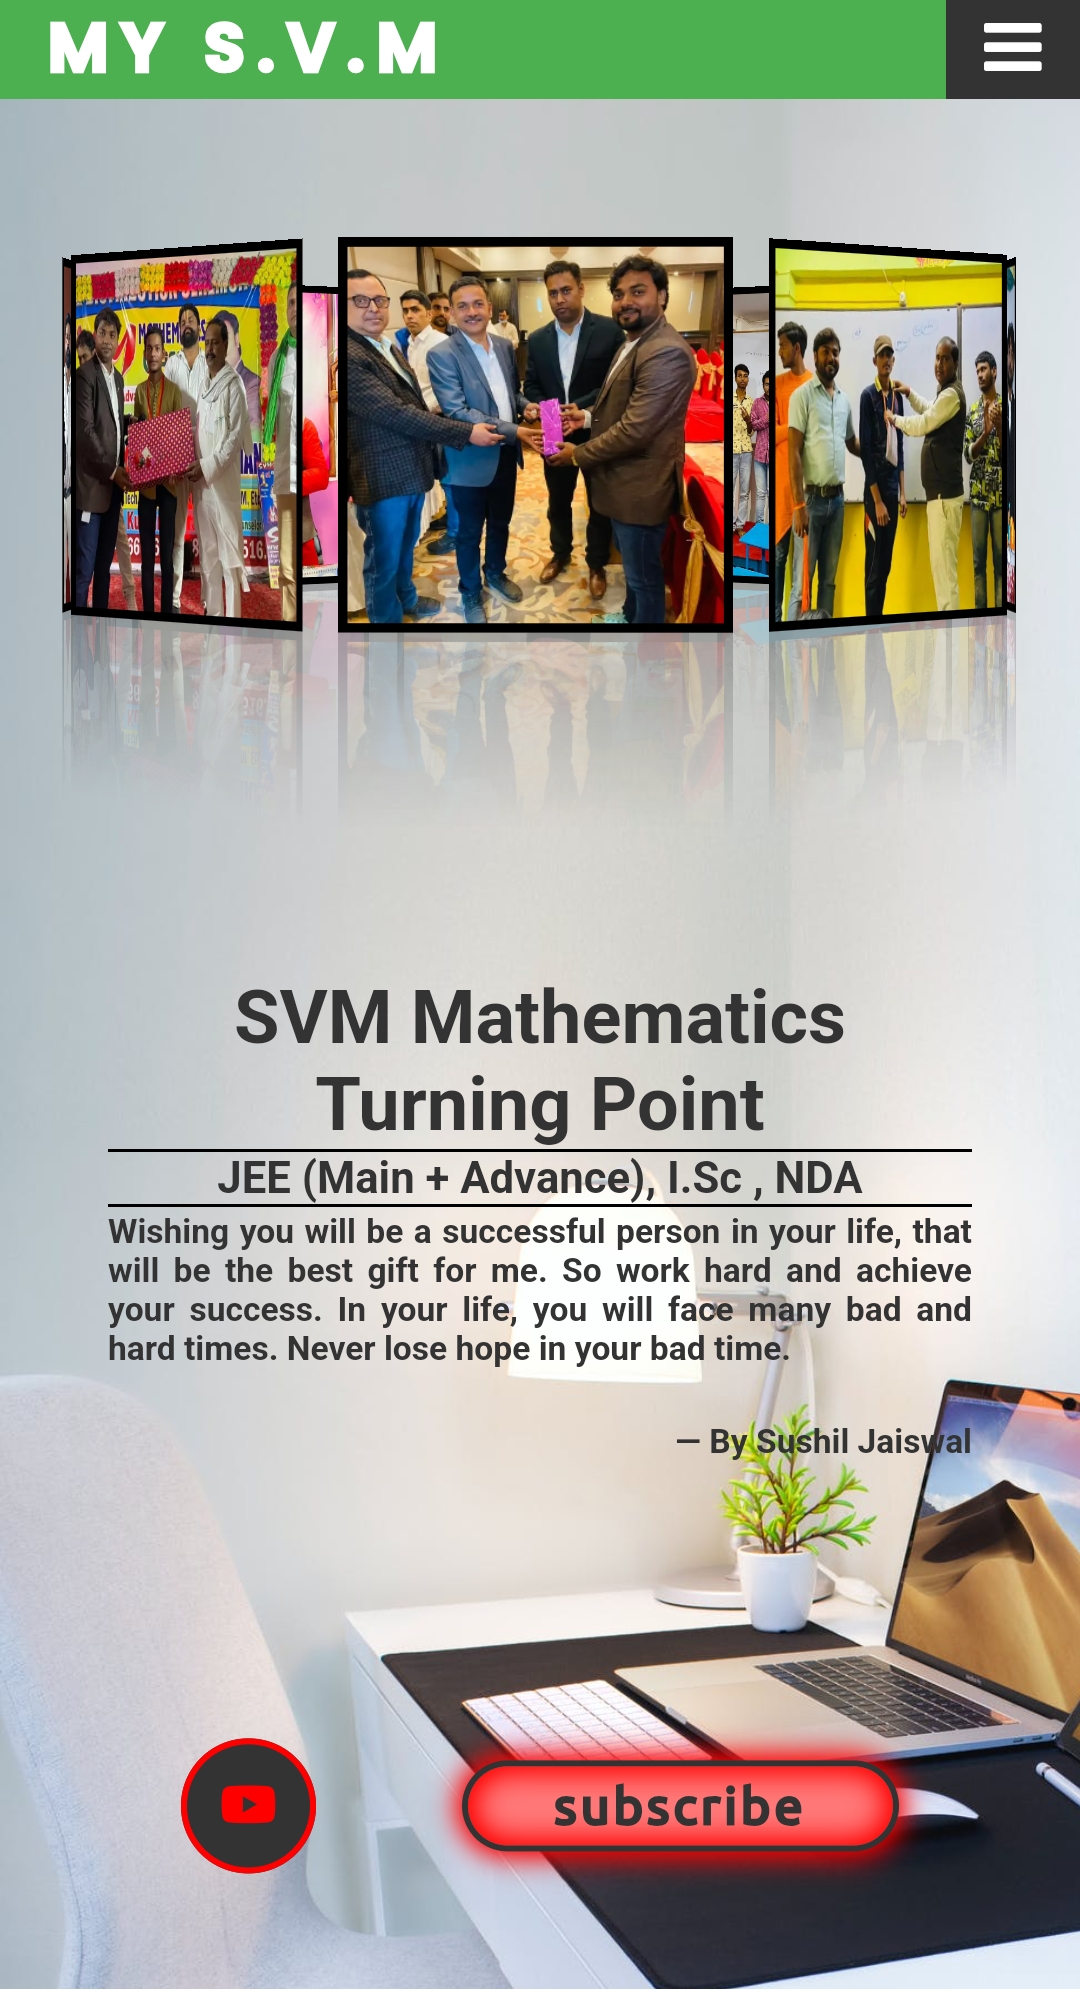 MY S.V.M
SVM Mathematics
Turning Point
JEE (Main + Advance), I.Sc , NDA
Wishing you will be a successful person in your life, that
will be the best gift for me. So work hard and achieve
your success. In your life, you will face many bad and
hard times. Never lose hope in your bad time.
— By Sushil Jaiswal
subscribe